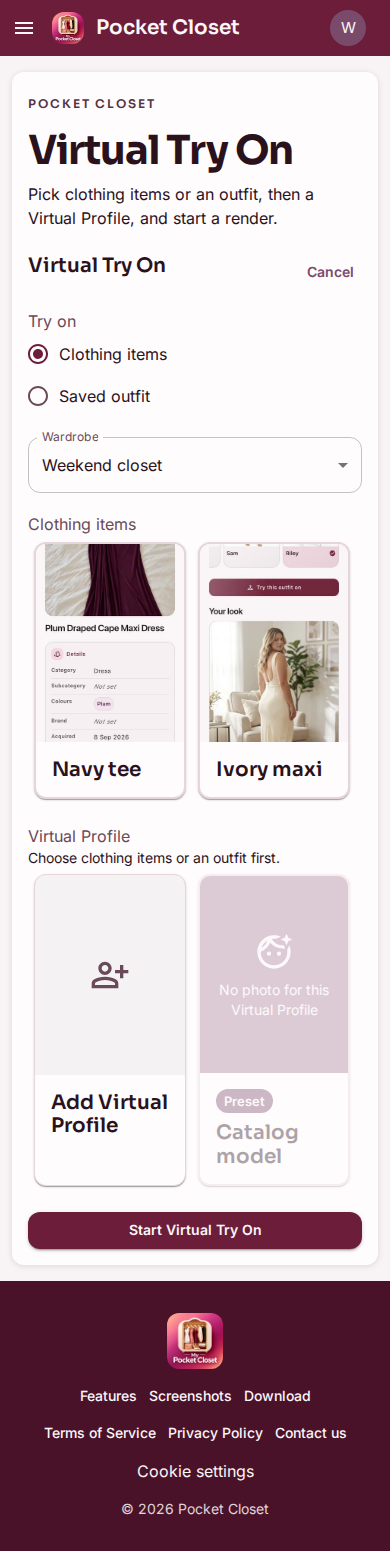 Pocket Closet
W
POCKET CLOSET
Virtual Try On
Pick clothing items or an outfit, then a
Virtual Profile, and start a render.
Virtual Try On
Cancel
Try on
Clothing items
Saved outfit
Wardrobe
Weekend closet
Clothing items
Plum Draped Cape Maxi Dress
Details
Category Dress
Subcategory Not set
Colours Plum
Brand Not set
Acquired 8 Sep 2026
Navy tee
Sam Riley
Try this outfit on
Your look
Ivory maxi
Virtual Profile
Choose clothing items or an outfit first.
Add Virtual
Profile
No photo for this
Virtual Profile
Preset
Catalog
model
Start Virtual Try On
My
Pocket Closet
Features Screenshots Download
Terms of Service Privacy Policy Contact us
Cookie settings
© 2026 Pocket Closet